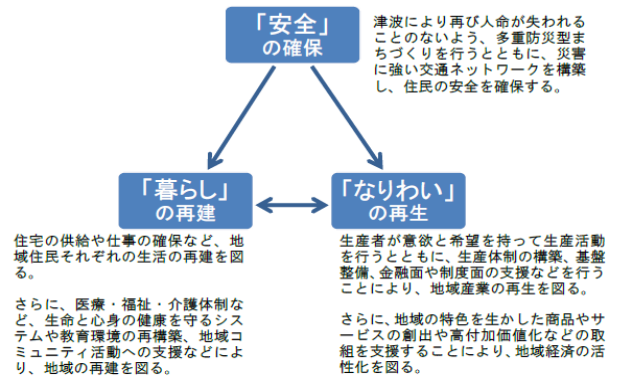 「安全」
の確保
津波により再び人命が失われる
ことのないよう、多重防災型ま
ちづくりを行うとともに、災害
に強い交通ネットワークを構築
し、住民の安全を確保する。
「暮らし」
の再建
住宅の供給や仕事の確保など、地
域住民それぞれの生活の再建を図
る。
さらに、医療・福祉・介護体制な
ど、生命と心身の健康を守るシス
テムや教育環境の再構築、地域コ
ミュニティ活動への支援などによ
り、地域の再建を図る。
「なりわい」
の再生
生産者が意欲と希望を持って生産活動
を行うとともに、生産体制の構築、基盤
整備、金融面や制度面の支援などを行う
ことにより、地域産業の再生を図る。
さらに、地域の特色を生かした商品やサ
ービスの創出や高付加価値化などの取
組を支援することにより、地域経済の活
性化を図る。